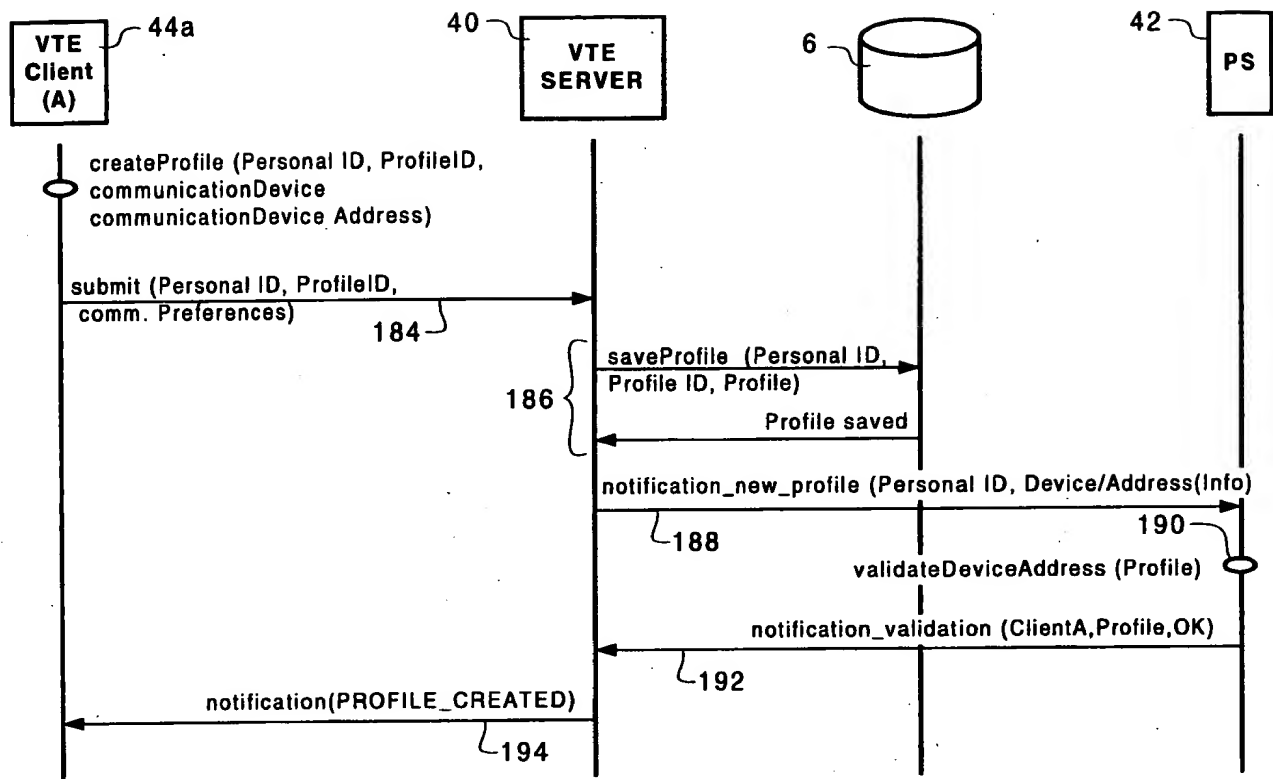 44a
VTE
Client
(A)
40
VTE
SERVER
6
42
PS
createProfile (Personal ID, ProfileID,
communicationDevice
communicationDevice Address)
submit (Personal ID, ProfileID,
comm. Preferences)
184
186
saveProfile (Personal ID,
Profile ID, Profile)
Profile saved
notification_new_profile (Personal ID, Device/Address(Info)
188
190
validateDeviceAddress (Profile)
notification_validation (ClientA,Profile,OK)
192
notification(PROFILE_CREATED)
194